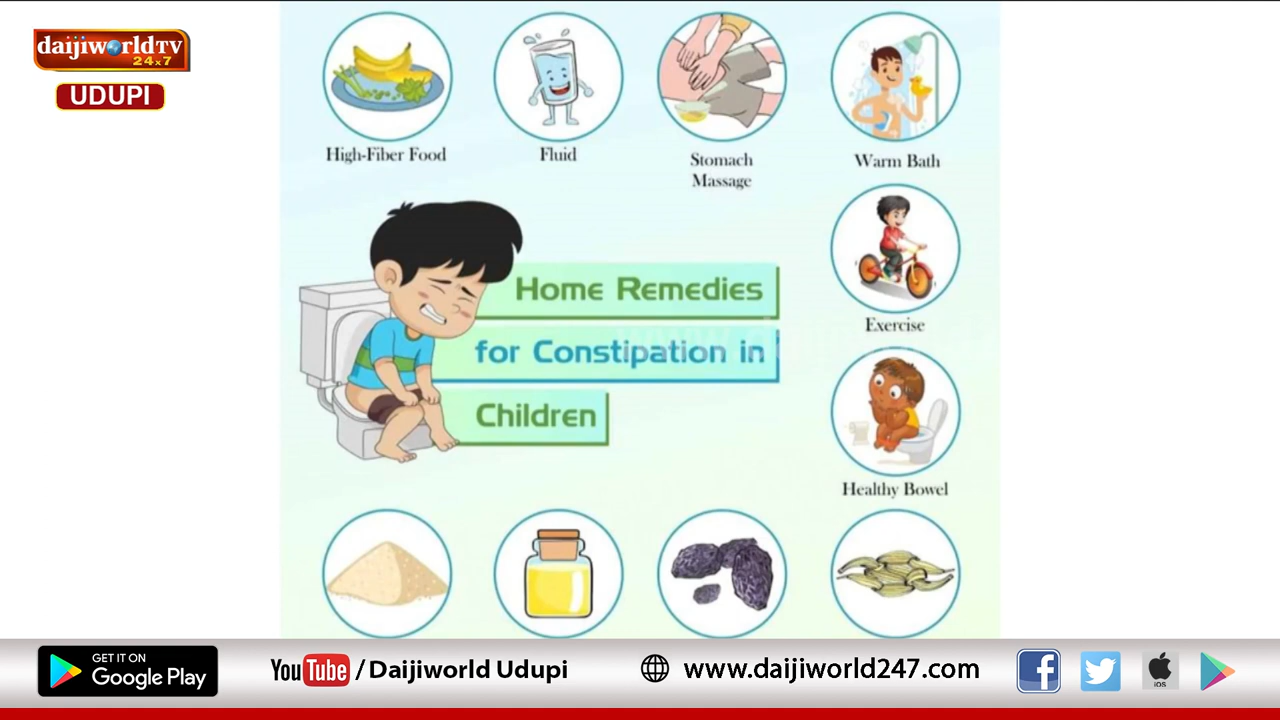 daijiworldTV
24x7
UDUPI
High-Fiber Food
Fluid
Stomach
Massage
Warm Bath
Home Remedies
for Constipation in
Children
Exercise
Healthy Bowel
GET IT ON
Google Play
YouTube / Daijiworld Udupi
www.daijiworld247.com
iOS